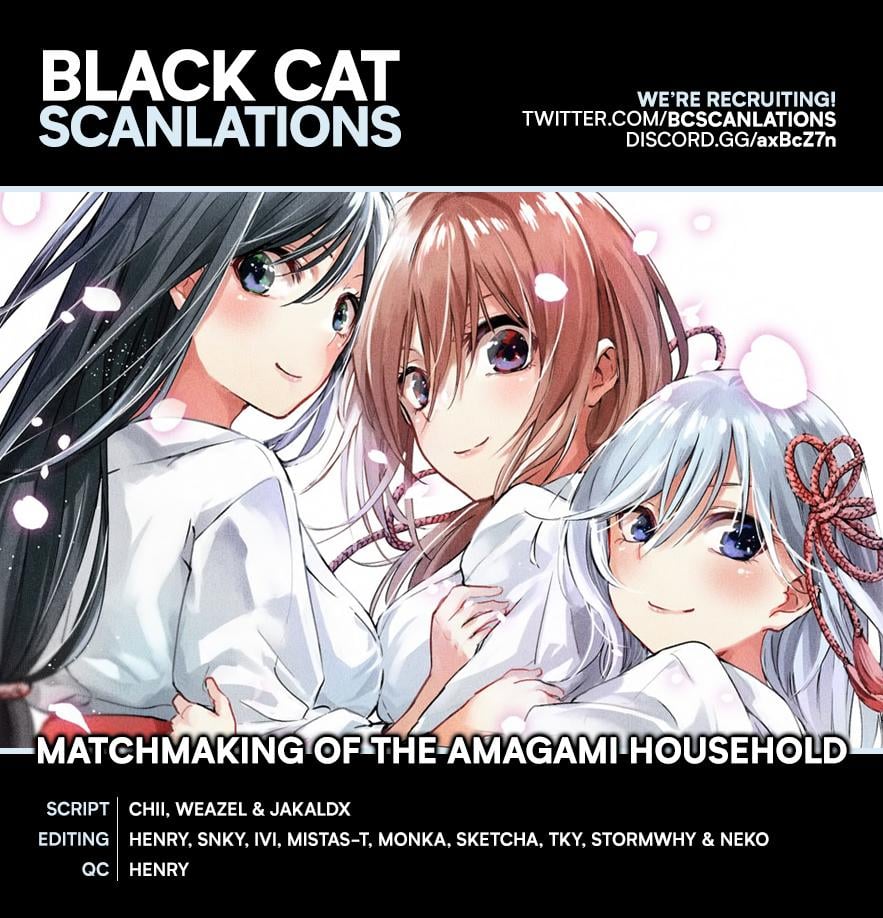 BLACK CAT
SCANLATIONS
WE'RE RECRUITING!
TWITTER.COM/BCSCANLATIONS
DISCORD.GG/axBcZ7n
MATCHMAKING OF THE AMAGAMI HOUSEHOLD
SCRIPT CHII, WEAZEL & JAKALDX
EDITING HENRY, SNKY, IVI, MISTAS-T, MONKA, SKETCHA, TKY, STORMWHY & NEKO
QC HENRY